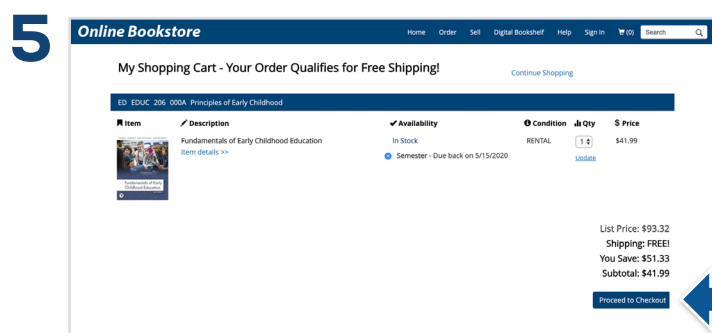 5
Online Bookstore
Home Order Sell Digital Bookshelf Help Sign In (0) Search
My Shopping Cart - Your Order Qualifies for Free Shipping!
Continue Shopping
ED EDUC 206 000A Principles of Early Childhood
Item Description Availability Condition Qty $ Price
Fundamentals of Early Childhood Education In Stock RENTAL 1 $41.99
Item details >>
Semester - Due back on 5/15/2020 Update
Fundamentals of Early
Childhood Education
List Price: $93.32
Shipping: FREE!
You Save: $51.33
Subtotal: $41.99
Proceed to Checkout